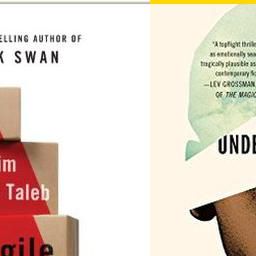 ELLING AUTHOR OF
K SWAN
im
Taleb
gile
"A topflight thrille
as emotionally sea
tragically plausible as
contemporary fic
—LEV GROSSMAN,
OF THE MAGIC
UNDE